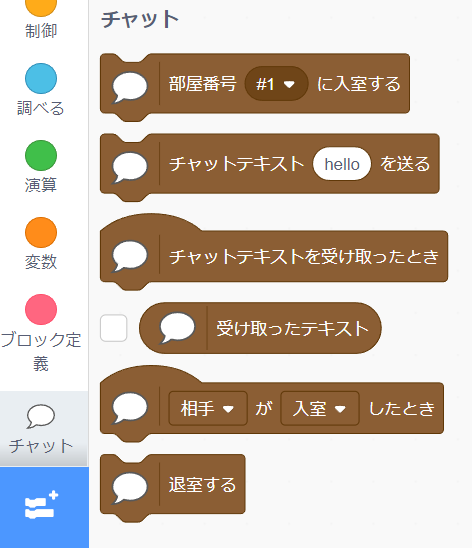 制御
調べる
演算
変数
ブロック定
義
チャット
チャット
部屋番号 #1 に入室する
チャットテキスト hello を送る
チャットテキストを受け取ったとき
受け取ったテキスト
相手 が 入室 したとき
退室する